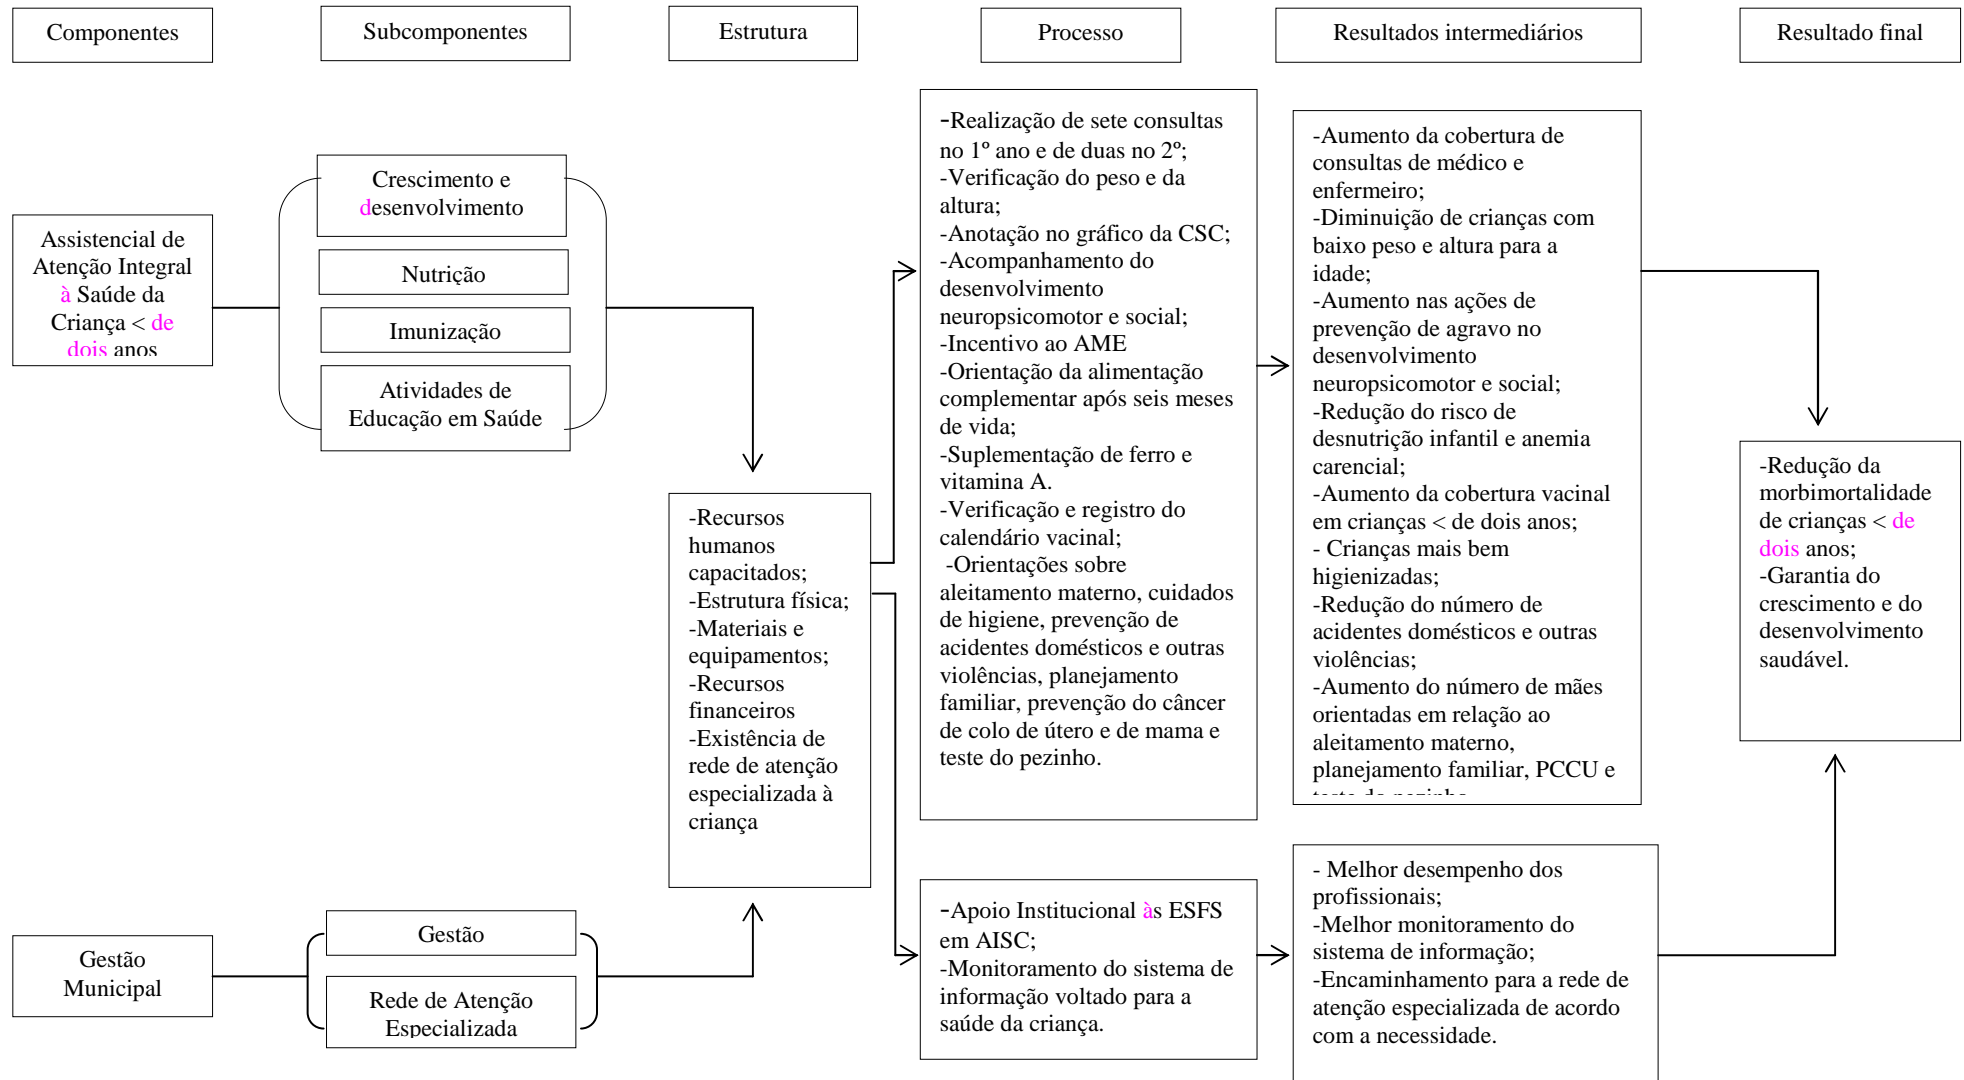 Componentes
Subcomponentes
Estrutura
Processo
Resultados intermediários
Resultado final
Assistencial de
Atenção Integral
à Saúde da
Criança < de
dois anos
Crescimento e
desenvolvimento
Nutrição
Imunização
Atividades de
Educação em Saúde
Gestão
Municipal
Gestão
Rede de Atenção
Especializada
-Recursos
humanos
capacitados;
-Estrutura física;
-Materiais e
equipamentos;
-Recursos
financeiros
-Existência de
rede de atenção
especializada à
criança
-Realização de sete consultas
no 1º ano e de duas no 2º;
-Verificação do peso e da
altura;
-Anotação no gráfico da CSC;
-Acompanhamento do
desenvolvimento
neuropsicomotor e social;
-Incentivo ao AME
-Orientação da alimentação
complementar após seis meses
de vida;
-Suplementação de ferro e
vitamina A.
-Verificação e registro do
calendário vacinal;
-Orientações sobre
aleitamento materno, cuidados
de higiene, prevenção de
acidentes domésticos e outras
violências, planejamento
familiar, prevenção do câncer
de colo de útero e de mama e
teste do pezinho.
-Apoio Institucional às ESFS
em AISC;
-Monitoramento do sistema de
informação voltado para a
saúde da criança.
-Aumento da cobertura de
consultas de médico e
enfermeiro;
-Diminuição de crianças com
baixo peso e altura para a
idade;
-Aumento nas ações de
prevenção de agravo no
desenvolvimento
neuropsicomotor e social;
-Redução do risco de
desnutrição infantil e anemia
carencial;
-Aumento da cobertura vacinal
em crianças < de dois anos;
- Crianças mais bem
higienizadas;
-Redução do número de
acidentes domésticos e outras
violências;
-Aumento do número de mães
orientadas em relação ao
aleitamento materno,
planejamento familiar, PCCU e
- Melhor desempenho dos
profissionais;
-Melhor monitoramento do
sistema de informação;
-Encaminhamento para a rede de
atenção especializada de acordo
com a necessidade.
-Redução da
morbimortalidade
de crianças < de
dois anos;
-Garantia do
crescimento e do
desenvolvimento
saudável.